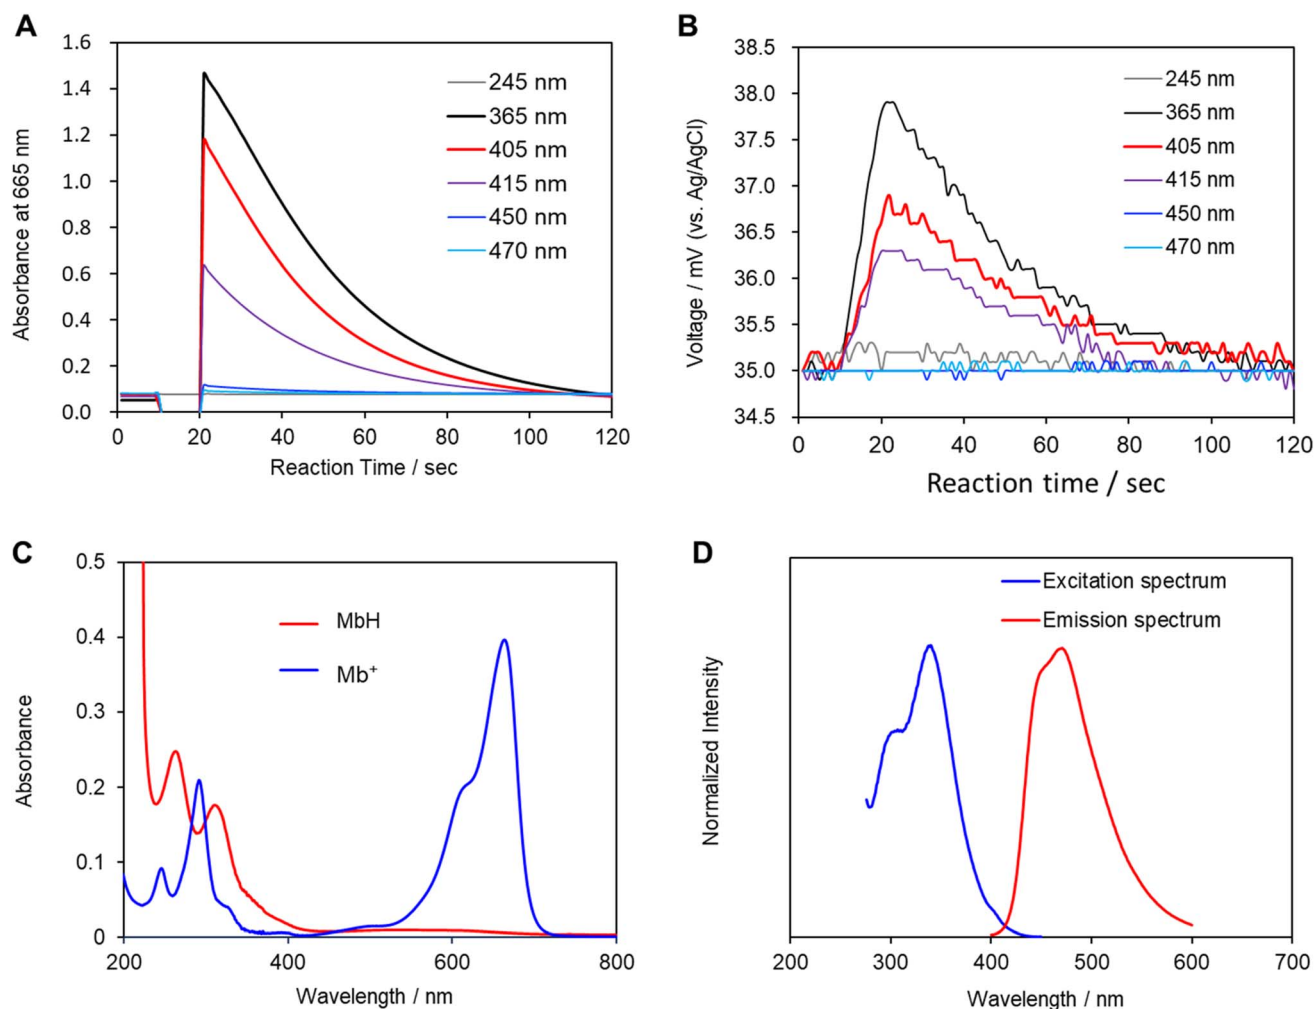 A
1.6
1.4
1.2
1.0
0.8
0.6
0.4
0.2
0.0
0 20 40 60 80 100 120
Absorbance at 665 nm
Reaction Time / sec
245 nm
365 nm
405 nm
415 nm
450 nm
470 nm
B
38.5
38.0
37.5
37.0
36.5
36.0
35.5
35.0
34.5
0 20 40 60 80 100 120
Voltage / mV (vs. Ag/AgCl)
Reaction time / sec
245 nm
365 nm
405 nm
415 nm
450 nm
470 nm
C
0.5
0.4
0.3
0.2
0.1
0
200 400 600 800
Absorbance
Wavelength / nm
MbH
Mb⁺
D
Normalized Intensity
Excitation spectrum
Emission spectrum
200 300 400 500 600 700
Wavelength / nm